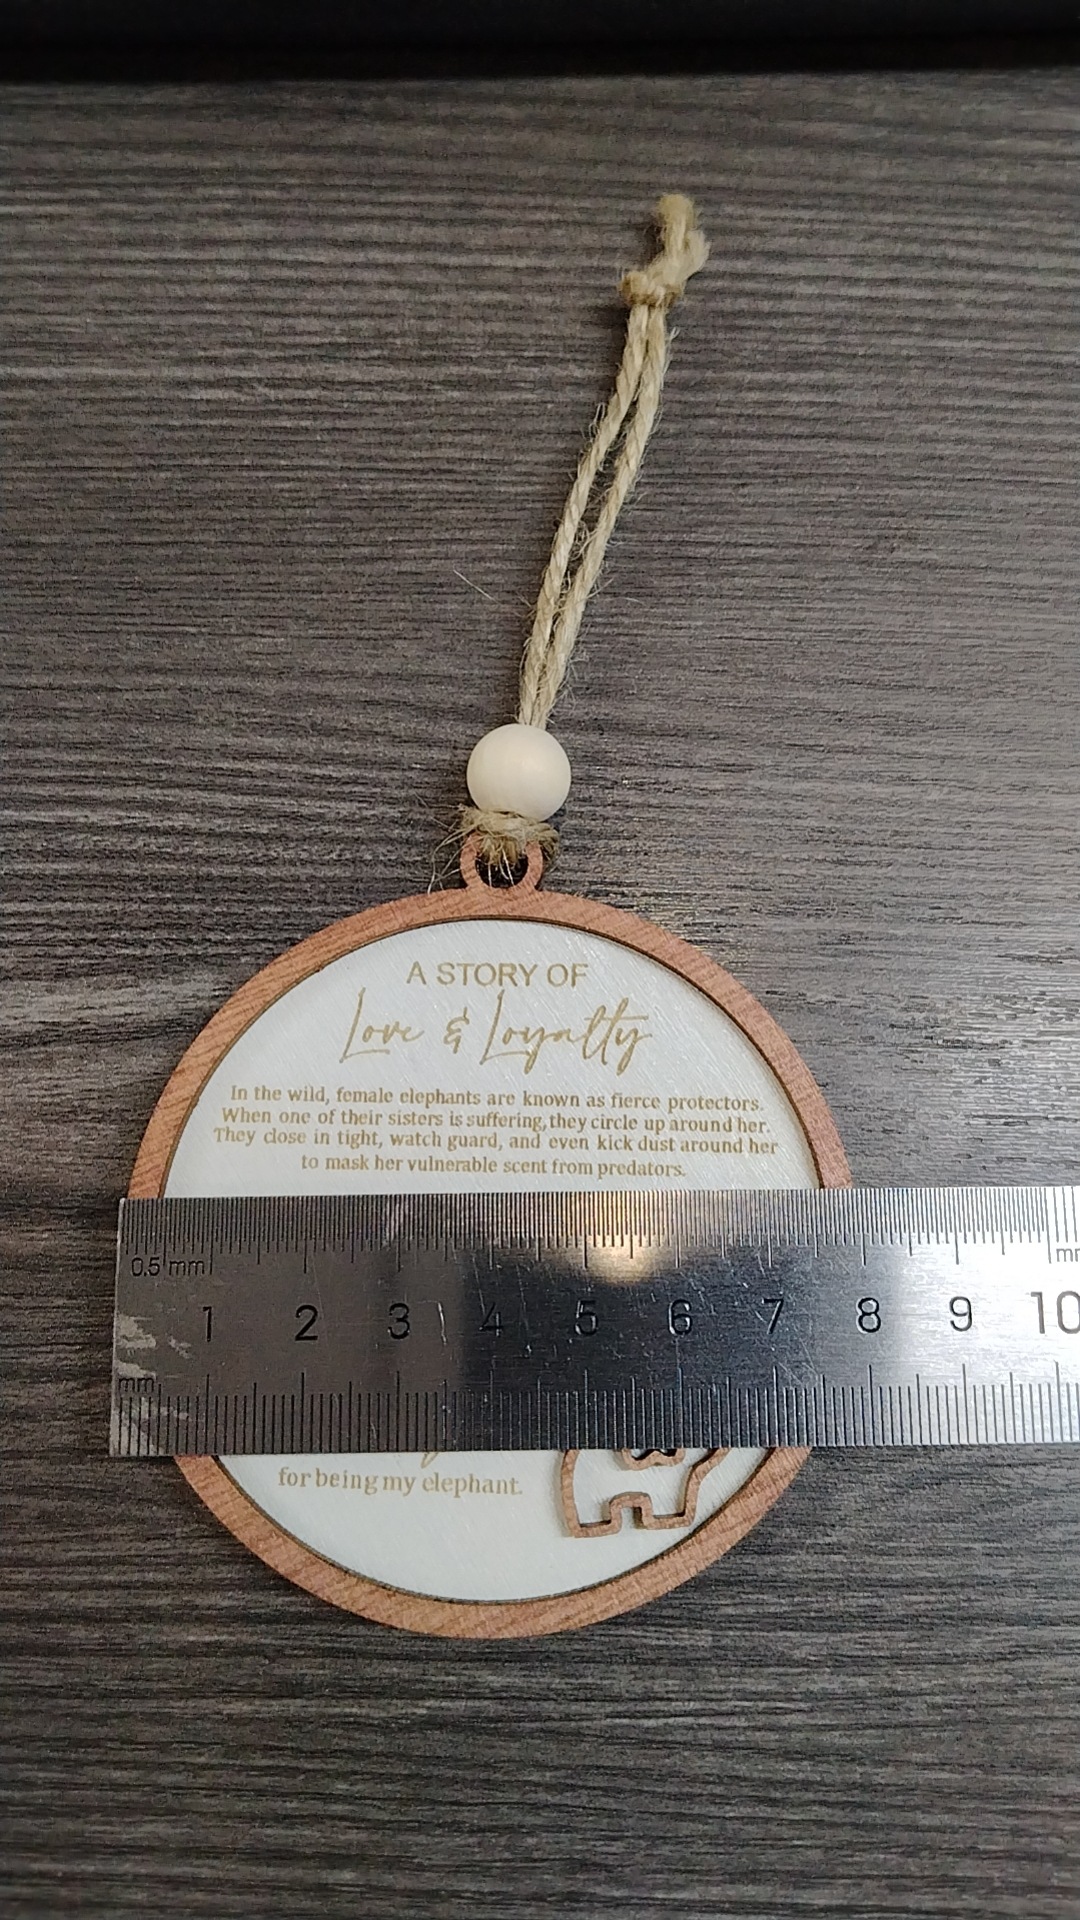 A STORY OF
Love & Loyalty
In the wild, female elephants are known as fierce protectors.
When one of their sisters is suffering, they circle up around her.
They close in tight, watch guard, and even kick dust around her
to mask her vulnerable scent from predators.
0.5 mm mm
1 2 3 4 5 6 7 8 9 10
mm
for being my elephant.